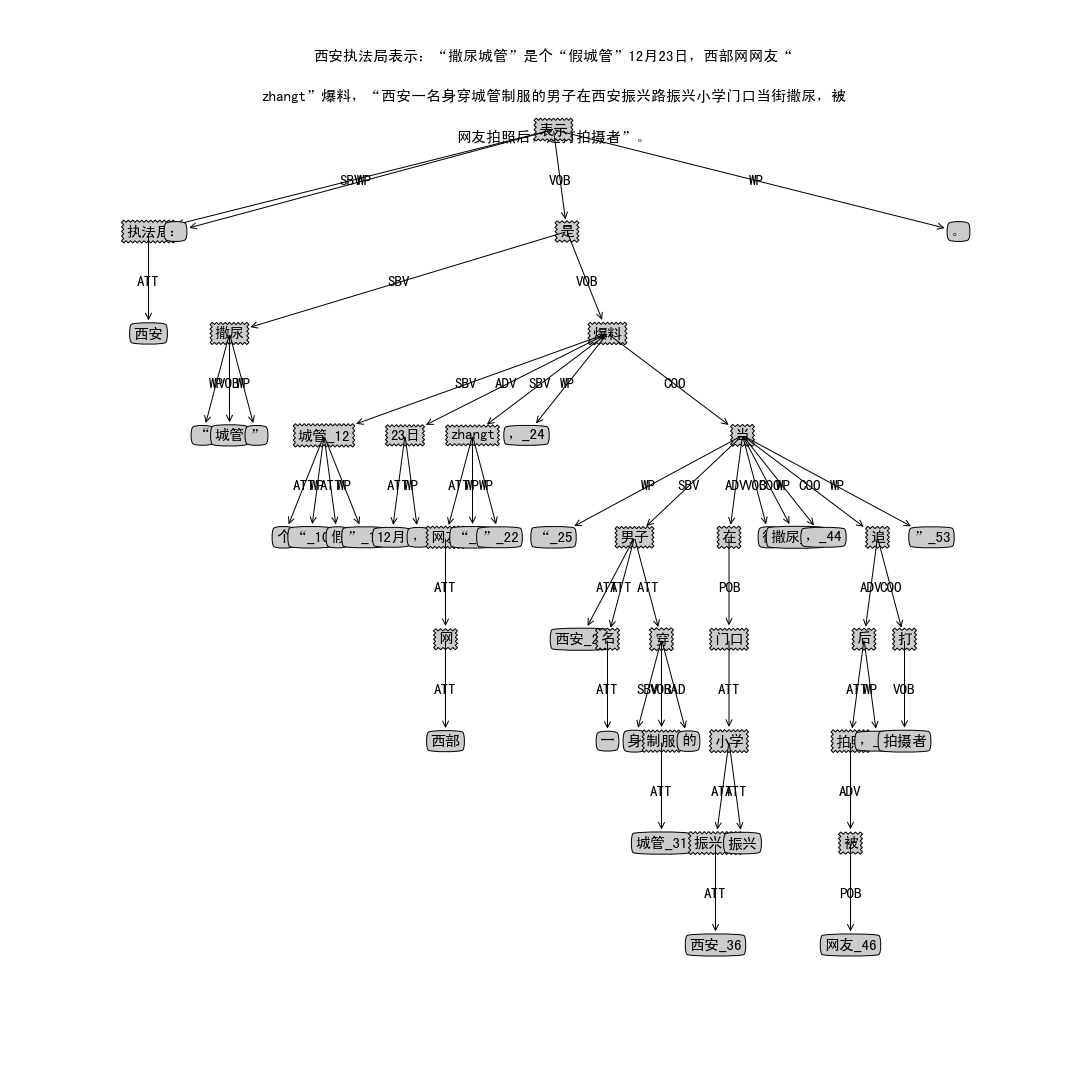 西安执法局表示：“撒尿城管”是个“假城管”12月23日，西部网网友“
zhangt”爆料，“西安一名身穿城管制服的男子在西安振兴路振兴小学门口当街撒尿，被
网友拍照后，打拍摄者”。
表示
SBV WP VOB WP
执法局 ： 是 。
ATT SBV VOB
西安 撒尿 爆料
WP VOB WP SBV ADV SBV WP COO
“ 城管 ” 城管_12 23日 zhangt ，_24 当
ATT WP ATT WP ATT WP ATT WP WP WP SBV ADV VOB COO WP COO WP
个 “_10 假 ” 12月 ， 网友 “_ ”_22 “_25 男子 在 街 撒尿 ，_44 追 ”_53
ATT ATT ATT ATT POB ADV COO
网 西安_2 名 穿 门口 后 打
ATT ATT SBV VOB RAD ATT ATT WP VOB
西部 一 身 制服 的 小学 拍照 ，_ 拍摄者
ATT ATT ATT ADV
城管_31 振兴 振兴 被
ATT POB
西安_36 网友_46